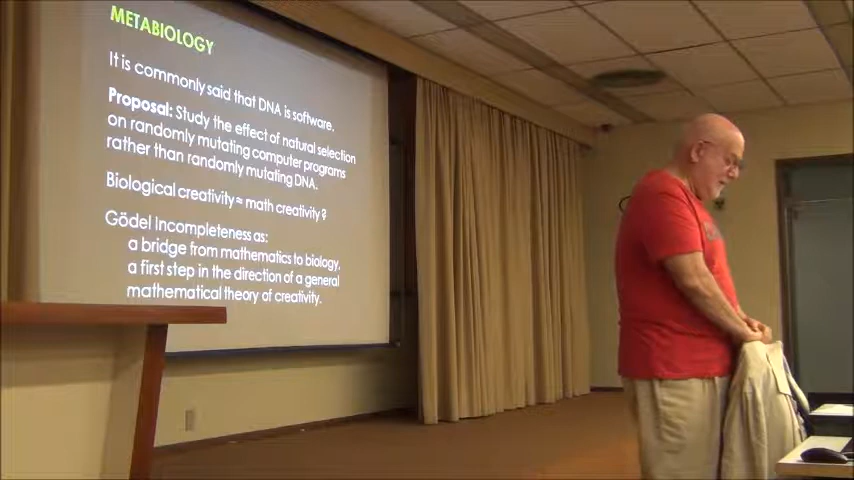 METABIOLOGY
It is commonly said that DNA is software.
Proposal: Study the effect of natural selection
on randomly mutating computer programs
rather than randomly mutating DNA.
Biological creativity ≈ math creativity?
Gödel Incompleteness as:
a bridge from mathematics to biology,
a first step in the direction of a general
mathematical theory of creativity.